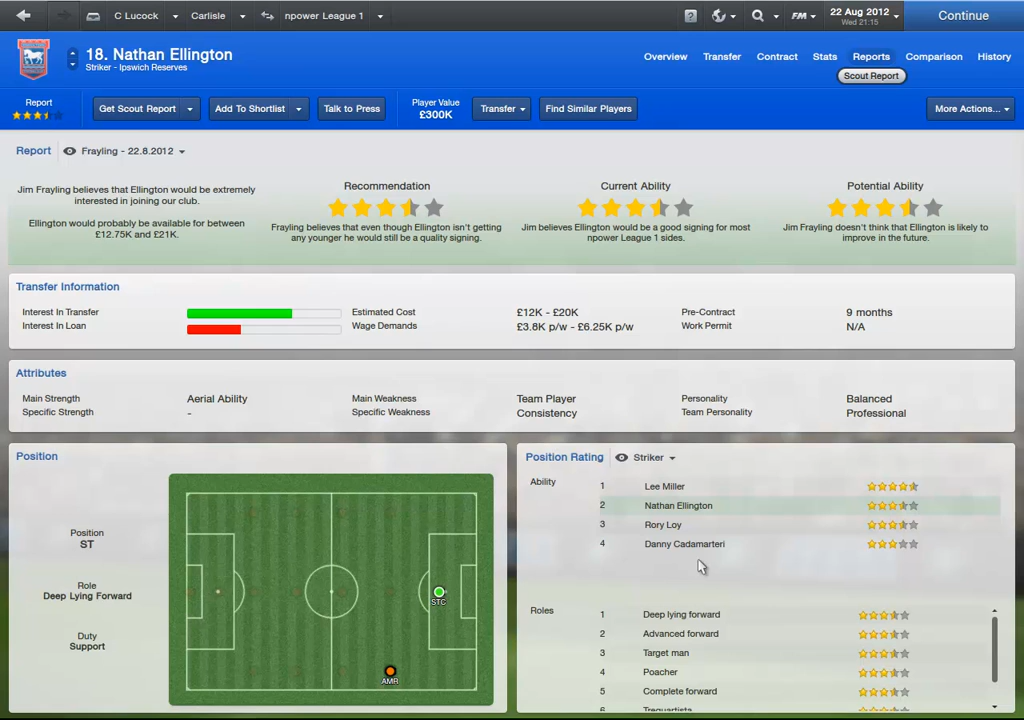 C Lucock
Carlisle
npower League 1
?
FM
22 Aug 2012
Wed 21:15
Continue
18. Nathan Ellington
Striker - Ipswich Reserves
Overview
Transfer
Contract
Stats
Reports
Comparison
History
Scout Report
Report
Get Scout Report
Add To Shortlist
Talk to Press
Player Value
£300K
Transfer
Find Similar Players
More Actions...
Report
Frayling - 22.8.2012
Jim Frayling believes that Ellington would be extremely
interested in joining our club.
Ellington would probably be available for between
£12.75K and £21K.
Recommendation
Frayling believes that even though Ellington isn't getting
any younger he would still be a quality signing.
Current Ability
Jim believes Ellington would be a good signing for most
npower League 1 sides.
Potential Ability
Jim Frayling doesn't think that Ellington is likely to
improve in the future.
Transfer Information
Interest In Transfer
Interest In Loan
Estimated Cost £12K - £20K
Wage Demands £3.8K p/w - £6.25K p/w
Pre-Contract 9 months
Work Permit N/A
Attributes
Main Strength Aerial Ability
Specific Strength -
Main Weakness Team Player
Specific Weakness Consistency
Personality Balanced
Team Personality Professional
Position
Position
ST
Role
Deep Lying Forward
Duty
Support
STC
AMR
Position Rating
Striker
Ability
1 Lee Miller
2 Nathan Ellington
3 Rory Loy
4 Danny Cadamarteri
Roles
1 Deep lying forward
2 Advanced forward
3 Target man
4 Poacher
5 Complete forward
6 Trequartista